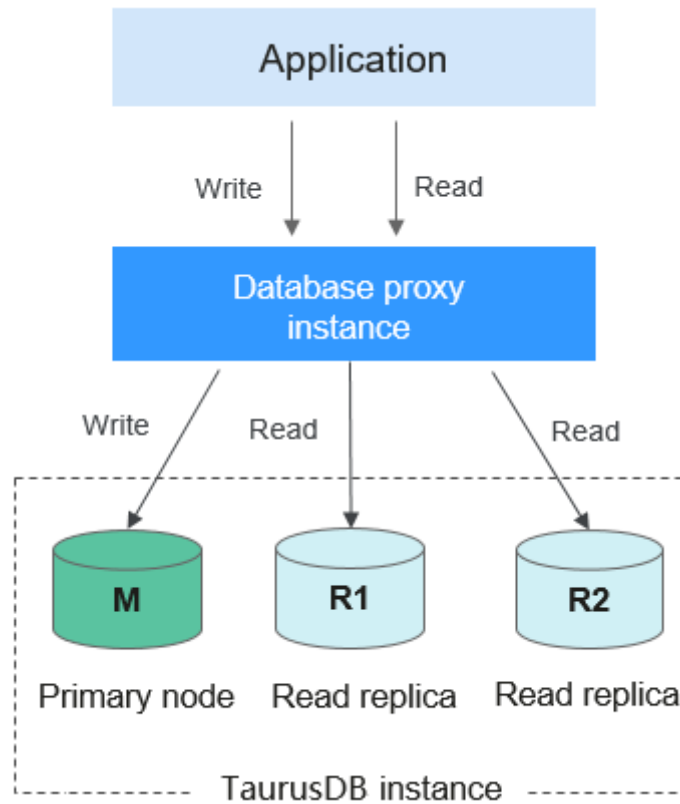 Application
Write
Read
Database proxy
instance
Write
Read
Read
M
R1
R2
Primary node
Read replica
Read replica
TaurusDB instance